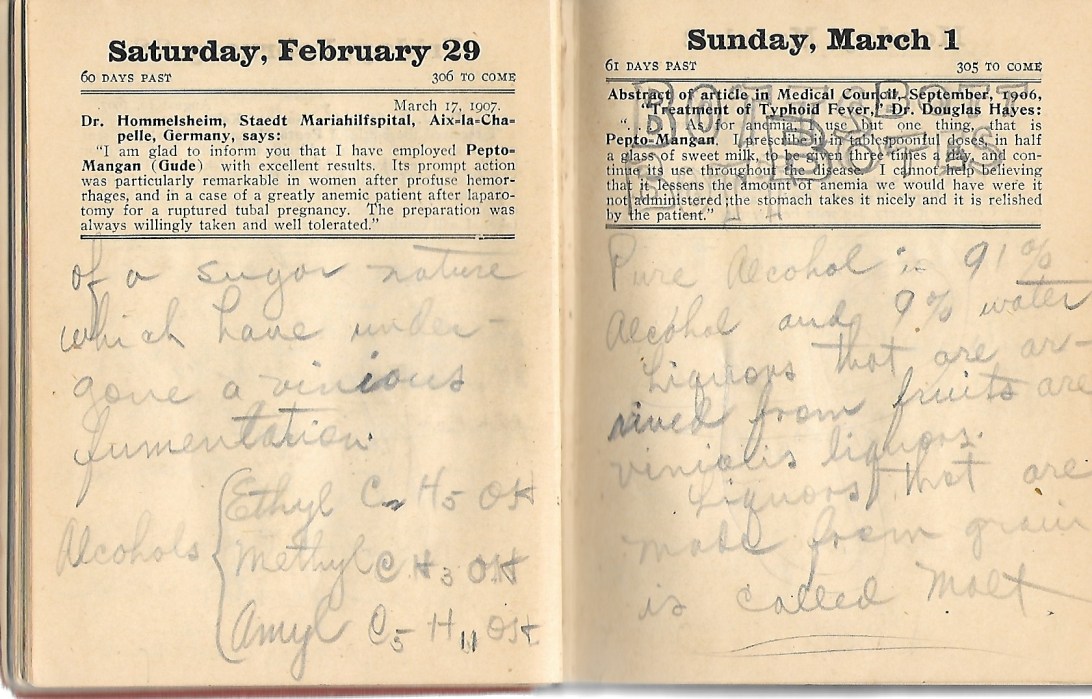 Saturday, February 29
60 DAYS PAST 306 TO COME
March 17, 1907.
Dr. Hommelsheim, Staedt Mariahilfspital, Aix=la=Cha-
pelle, Germany, says:
"I am glad to inform you that I have employed Pepto-
Mangan (Gude) with excellent results. Its prompt action
was particularly remarkable in women after profuse hemor-
rhages, and in a case of a greatly anemic patient after laparo-
tomy for a ruptured tubal pregnancy. The preparation was
always willingly taken and well tolerated."
of a sugar nature
which have under-
gone a vinious
fumentation.
Ethyl C2 H5 OH
Alcohols { Methyl C H3 OH
Amyl C5 H11 OH
Sunday, March 1
61 DAYS PAST 305 TO COME
Abstract of article in Medical Council, September, 1906,
"Treatment of Typhoid Fever," Dr. Douglas Hayes:
". . . As for anemia, I use but one thing, that is
Pepto-Mangan. I prescribe it in tablespoonful doses, in half
a glass of sweet milk, to be given three times a day, and con-
tinue its use throughout the disease. I cannot help believing
that it lessens the amount of anemia we would have were it
not administered; the stomach takes it nicely and it is relished
by the patient."
Pure Alcohol is 91%
Alcohol and 9% water
Liquors that are ar-
rived from fruits are
liquors.
Liquors that are
made from grain
is called Malt